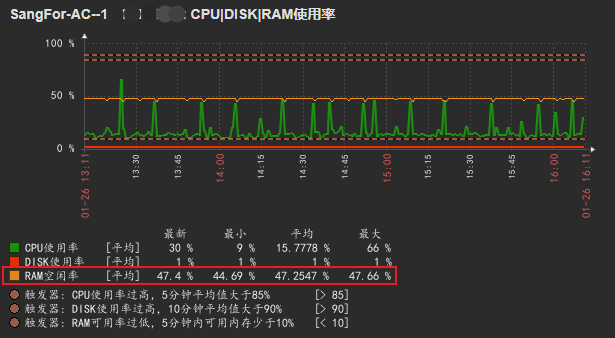 SangFor-AC--1 : CPU|DISK|RAM使用率
100 %
50 %
0 %
01-26 13:11
13:30
13:45
14:00
14:15
14:30
14:45
15:00
15:15
15:30
15:45
16:00
01-26 16:11
最新 最小 平均 最大
CPU使用率 [平均] 30 % 9 % 15.7778 % 66 %
DISK使用率 [平均] 1 % 1 % 1 % 1 %
RAM空闲率 [平均] 47.4 % 44.69 % 47.2547 % 47.66 %
触发器: CPU使用率过高, 5分钟平均值大于85% [> 85]
触发器: DISK使用率过高, 10分钟平均值大于90% [> 90]
触发器: RAM可用率过低, 5分钟内可用内存少于10% [< 10]